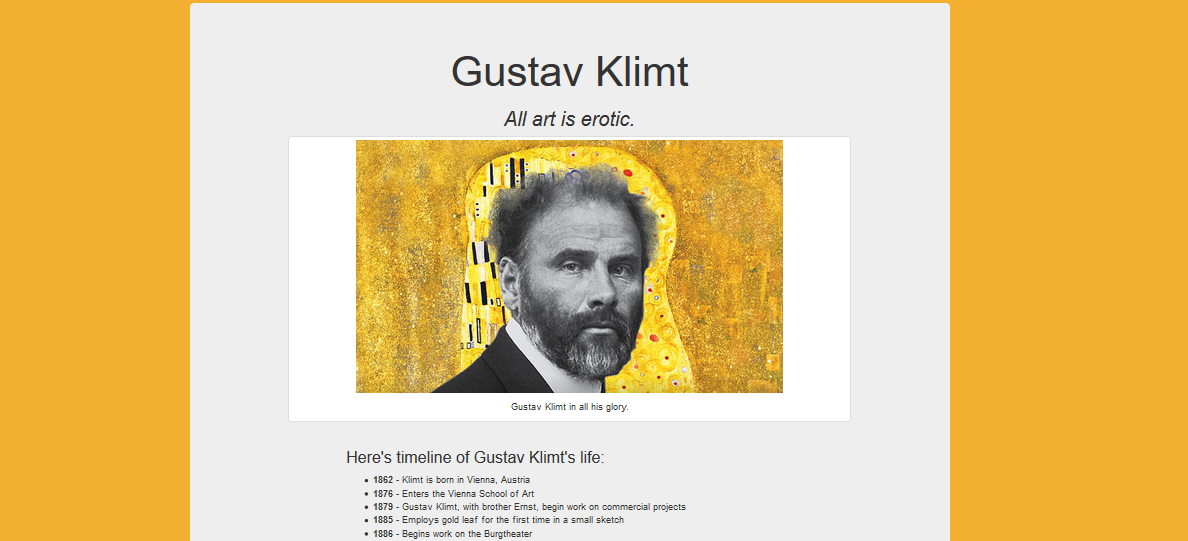 Gustav Klimt
All art is erotic.
Gustav Klimt in all his glory.
Here's timeline of Gustav Klimt's life:
1862 - Klimt is born in Vienna, Austria
1876 - Enters the Vienna School of Art
1879 - Gustav Klimt, with brother Ernst, begin work on commercial projects
1885 - Employs gold leaf for the first time in a small sketch
1886 - Begins work on the Burgtheater